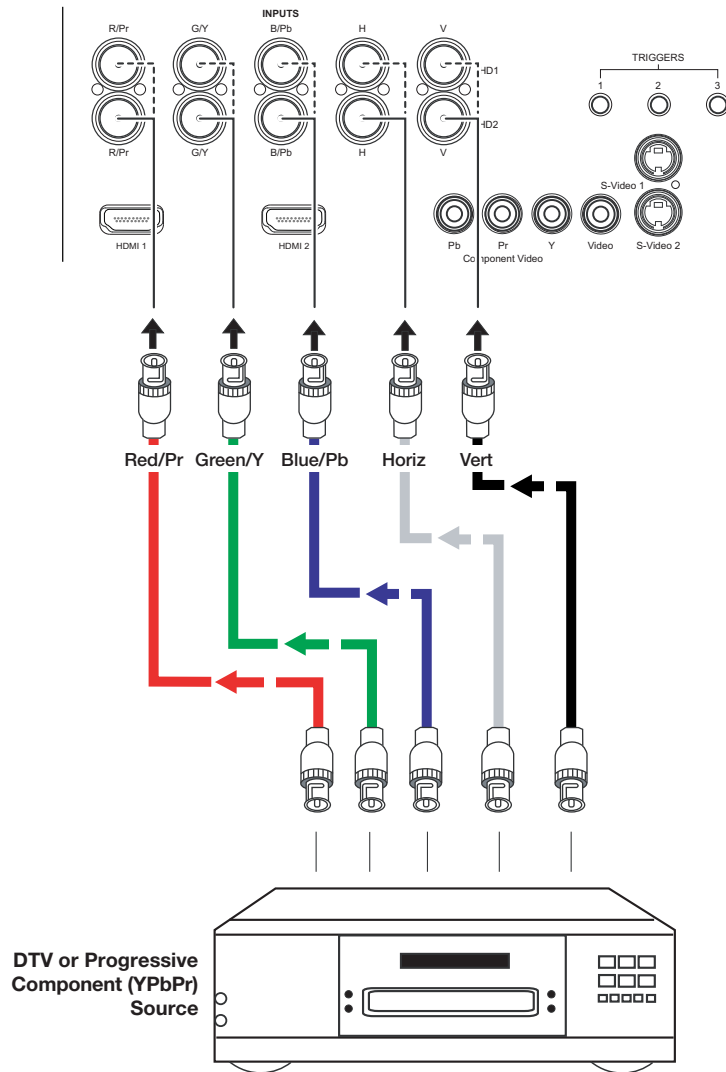 INPUTS
R/Pr G/Y B/Pb H V
HD1
HD2
R/Pr G/Y B/Pb H V
TRIGGERS
1 2 3
S-Video 1
HDMI 1 HDMI 2
Pb Pr Y Video S-Video 2
Component Video
Red/Pr Green/Y Blue/Pb Horiz Vert
DTV or Progressive
Component (YPbPr)
Source